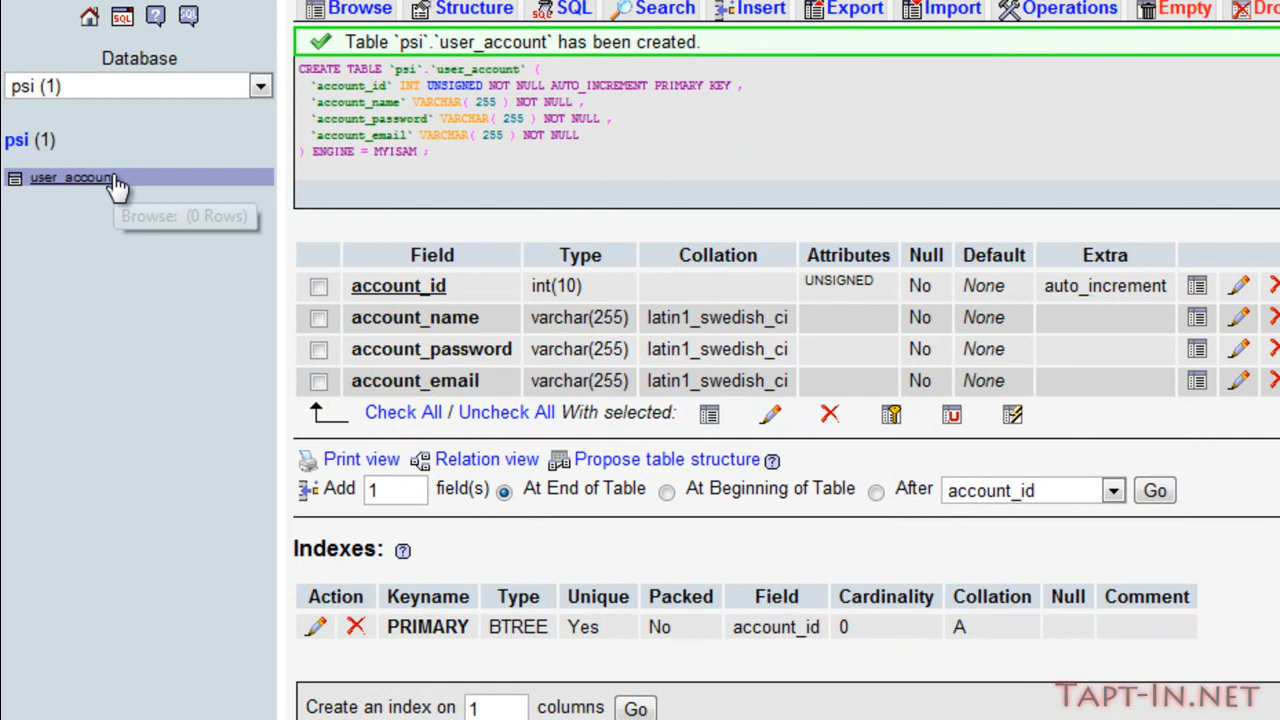 Browse Structure SQL Search Insert Export Import Operations Empty
Database
psi (1)
psi (1)
user_account
Browse: (0 Rows)
Table `psi`.`user_account` has been created.
CREATE TABLE `psi`.`user_account` (
`account_id` INT UNSIGNED NOT NULL AUTO_INCREMENT PRIMARY KEY ,
`account_name` VARCHAR( 255 ) NOT NULL ,
`account_password` VARCHAR( 255 ) NOT NULL ,
`account_email` VARCHAR( 255 ) NOT NULL
) ENGINE = MYISAM ;
Field Type Collation Attributes Null Default Extra
account_id int(10) UNSIGNED No None auto_increment
account_name varchar(255) latin1_swedish_ci No None
account_password varchar(255) latin1_swedish_ci No None
account_email varchar(255) latin1_swedish_ci No None
Check All / Uncheck All With selected:
Print view Relation view Propose table structure
Add 1 field(s) At End of Table At Beginning of Table After account_id Go
Indexes:
Action Keyname Type Unique Packed Field Cardinality Collation Null Comment
PRIMARY BTREE Yes No account_id 0 A
Create an index on 1 columns Go
TAPT-IN.NET